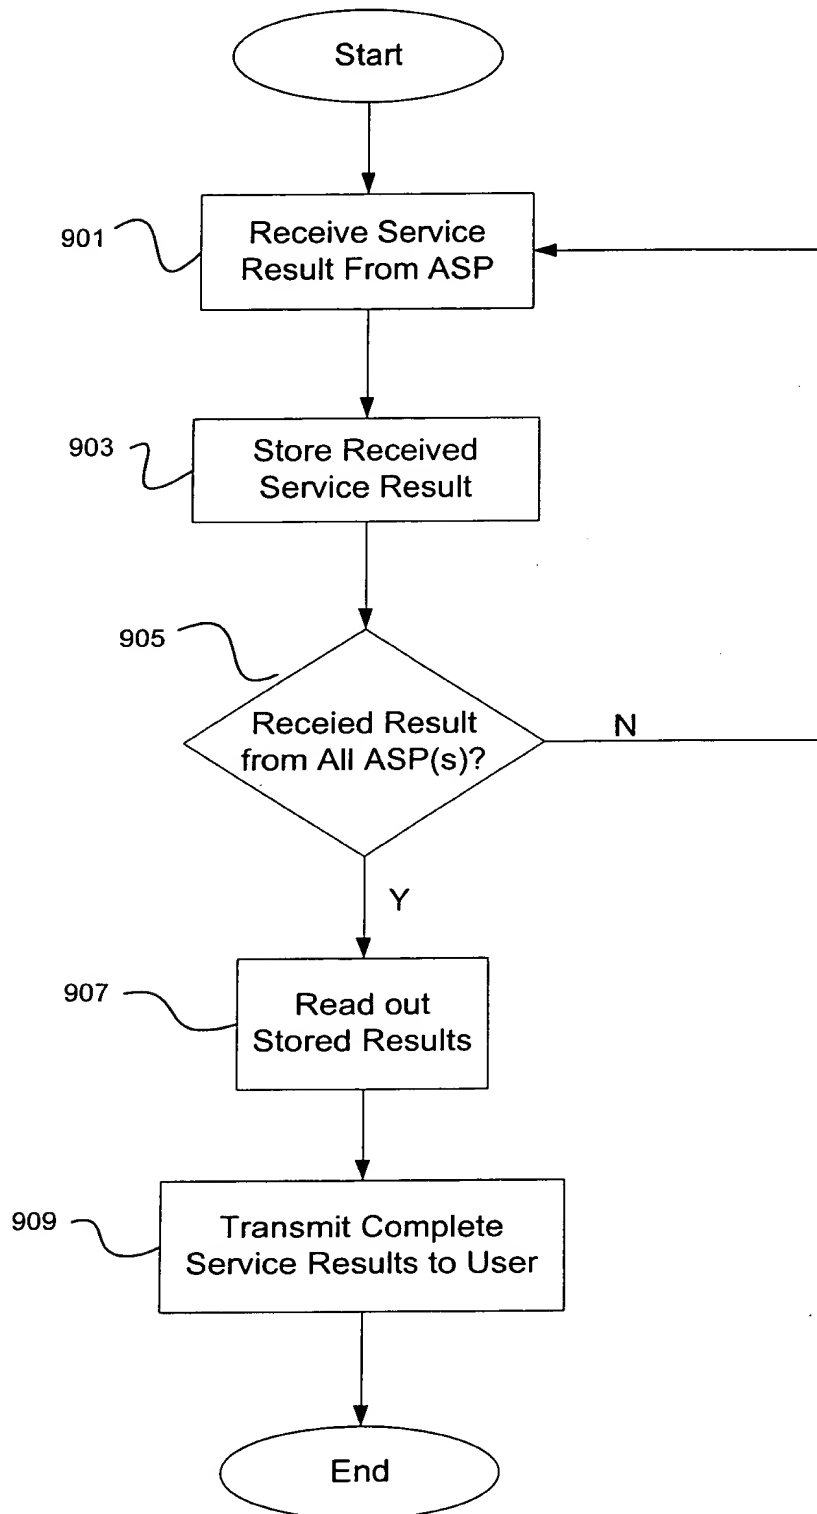 Start
901
Receive Service
Result From ASP
903
Store Received
Service Result
905
Receied Result
from All ASP(s)?
N
Y
907
Read out
Stored Results
909
Transmit Complete
Service Results to User
End